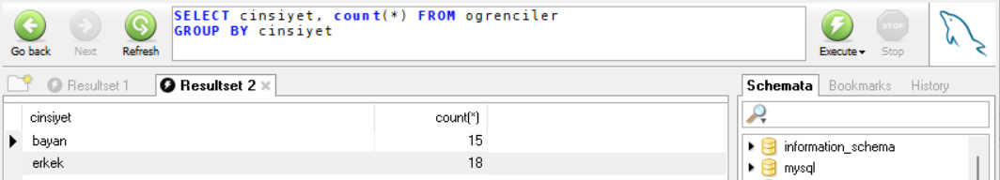 SELECT cinsiyet, count(*) FROM ogrenciler
GROUP BY cinsiyet
Go back Next Refresh Execute STOP Stop
Resultset 1 Resultset 2 Schemata Bookmarks History
cinsiyet count(*)
bayan 15
erkek 18
information_schema
mysql